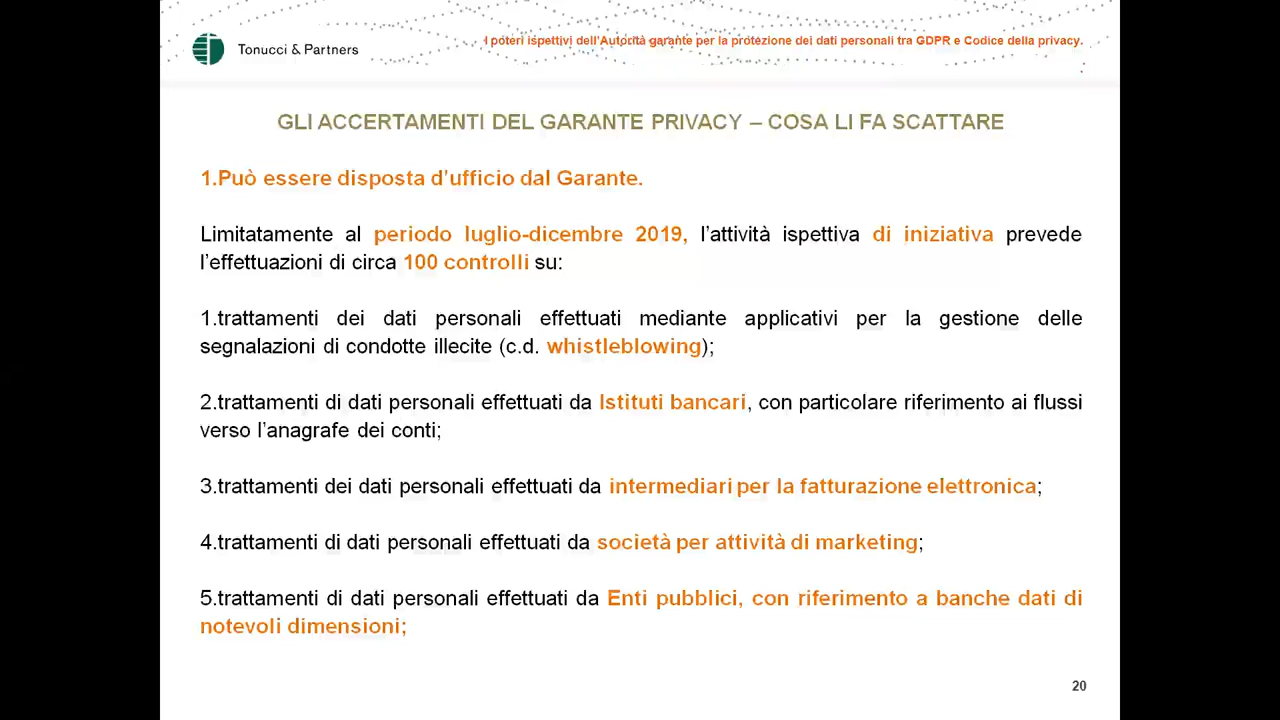 Tonucci & Partners
I poteri ispettivi dell'Autorità garante per la protezione dei dati personali tra GDPR e Codice della privacy.
GLI ACCERTAMENTI DEL GARANTE PRIVACY – COSA LI FA SCATTARE
1.Può essere disposta d'ufficio dal Garante.
Limitatamente al periodo luglio-dicembre 2019, l'attività ispettiva di iniziativa prevede
l'effettuazioni di circa 100 controlli su:
1.trattamenti dei dati personali effettuati mediante applicativi per la gestione delle
segnalazioni di condotte illecite (c.d. whistleblowing);
2.trattamenti di dati personali effettuati da Istituti bancari, con particolare riferimento ai flussi
verso l'anagrafe dei conti;
3.trattamenti dei dati personali effettuati da intermediari per la fatturazione elettronica;
4.trattamenti di dati personali effettuati da società per attività di marketing;
5.trattamenti di dati personali effettuati da Enti pubblici, con riferimento a banche dati di
notevoli dimensioni;
20